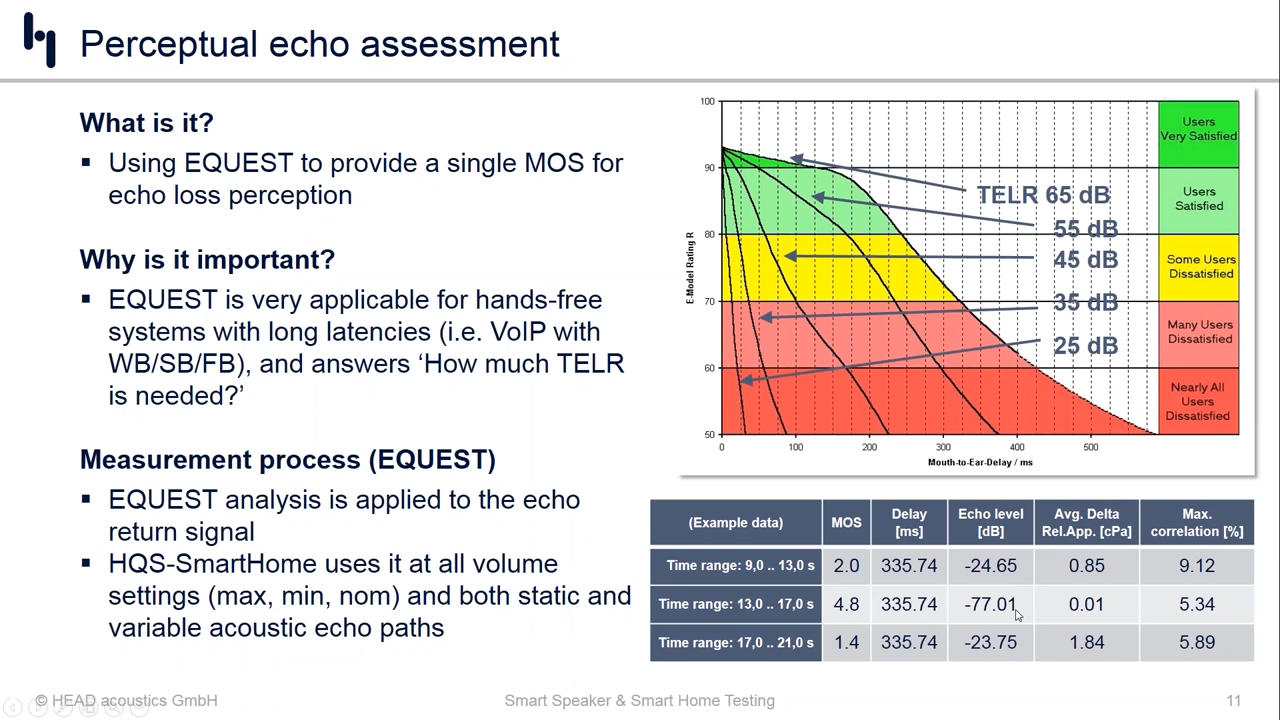 Perceptual echo assessment
What is it?
▪ Using EQUEST to provide a single MOS for
echo loss perception
Why is it important?
▪ EQUEST is very applicable for hands-free
systems with long latencies (i.e. VoIP with
WB/SB/FB), and answers ‘How much TELR
is needed?’
Measurement process (EQUEST)
▪ EQUEST analysis is applied to the echo
return signal
▪ HQS-SmartHome uses it at all volume
settings (max, min, nom) and both static and
variable acoustic echo paths
E-Model Rating R
100
90
80
70
60
50
0 100 200 300 400 500
Mouth-to-Ear-Delay / ms
TELR 65 dB
55 dB
45 dB
35 dB
25 dB
Users
Very Satisfied
Users
Satisfied
Some Users
Dissatisfied
Many Users
Dissatisfied
Nearly All
Users
Dissatisfied
(Example data) MOS Delay [ms] Echo level [dB] Avg. Delta Rel.App. [cPa] Max. correlation [%]
Time range: 9,0 .. 13,0 s 2.0 335.74 -24.65 0.85 9.12
Time range: 13,0 .. 17,0 s 4.8 335.74 -77.01 0.01 5.34
Time range: 17,0 .. 21,0 s 1.4 335.74 -23.75 1.84 5.89
© HEAD acoustics GmbH
Smart Speaker & Smart Home Testing
11